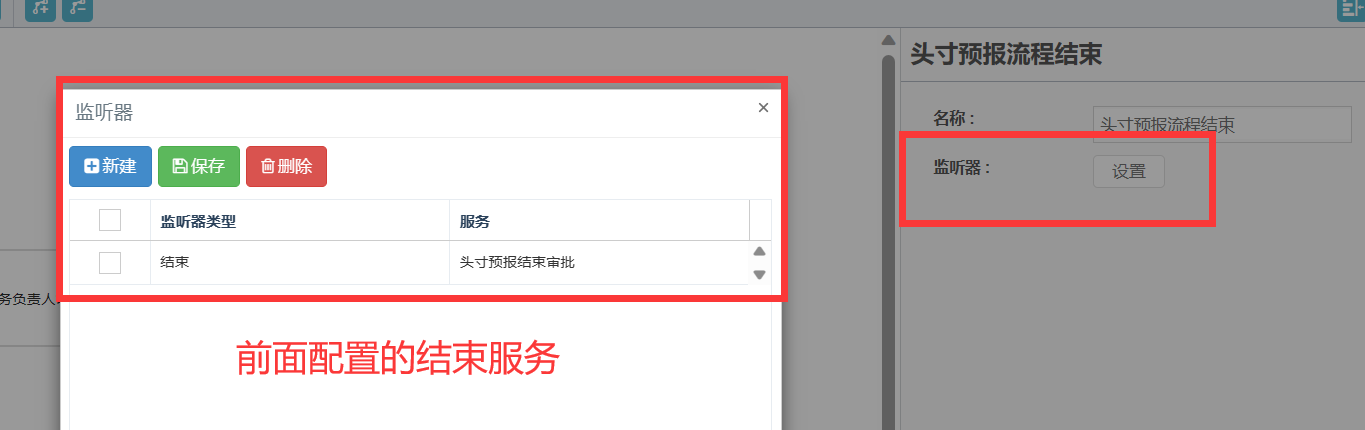 头寸预报流程结束
名称：
头寸预报流程结束
监听器：
设置
监听器
×
新建
保存
删除
监听器类型
服务
结束
头寸预报结束审批
务负责人
前面配置的结束服务